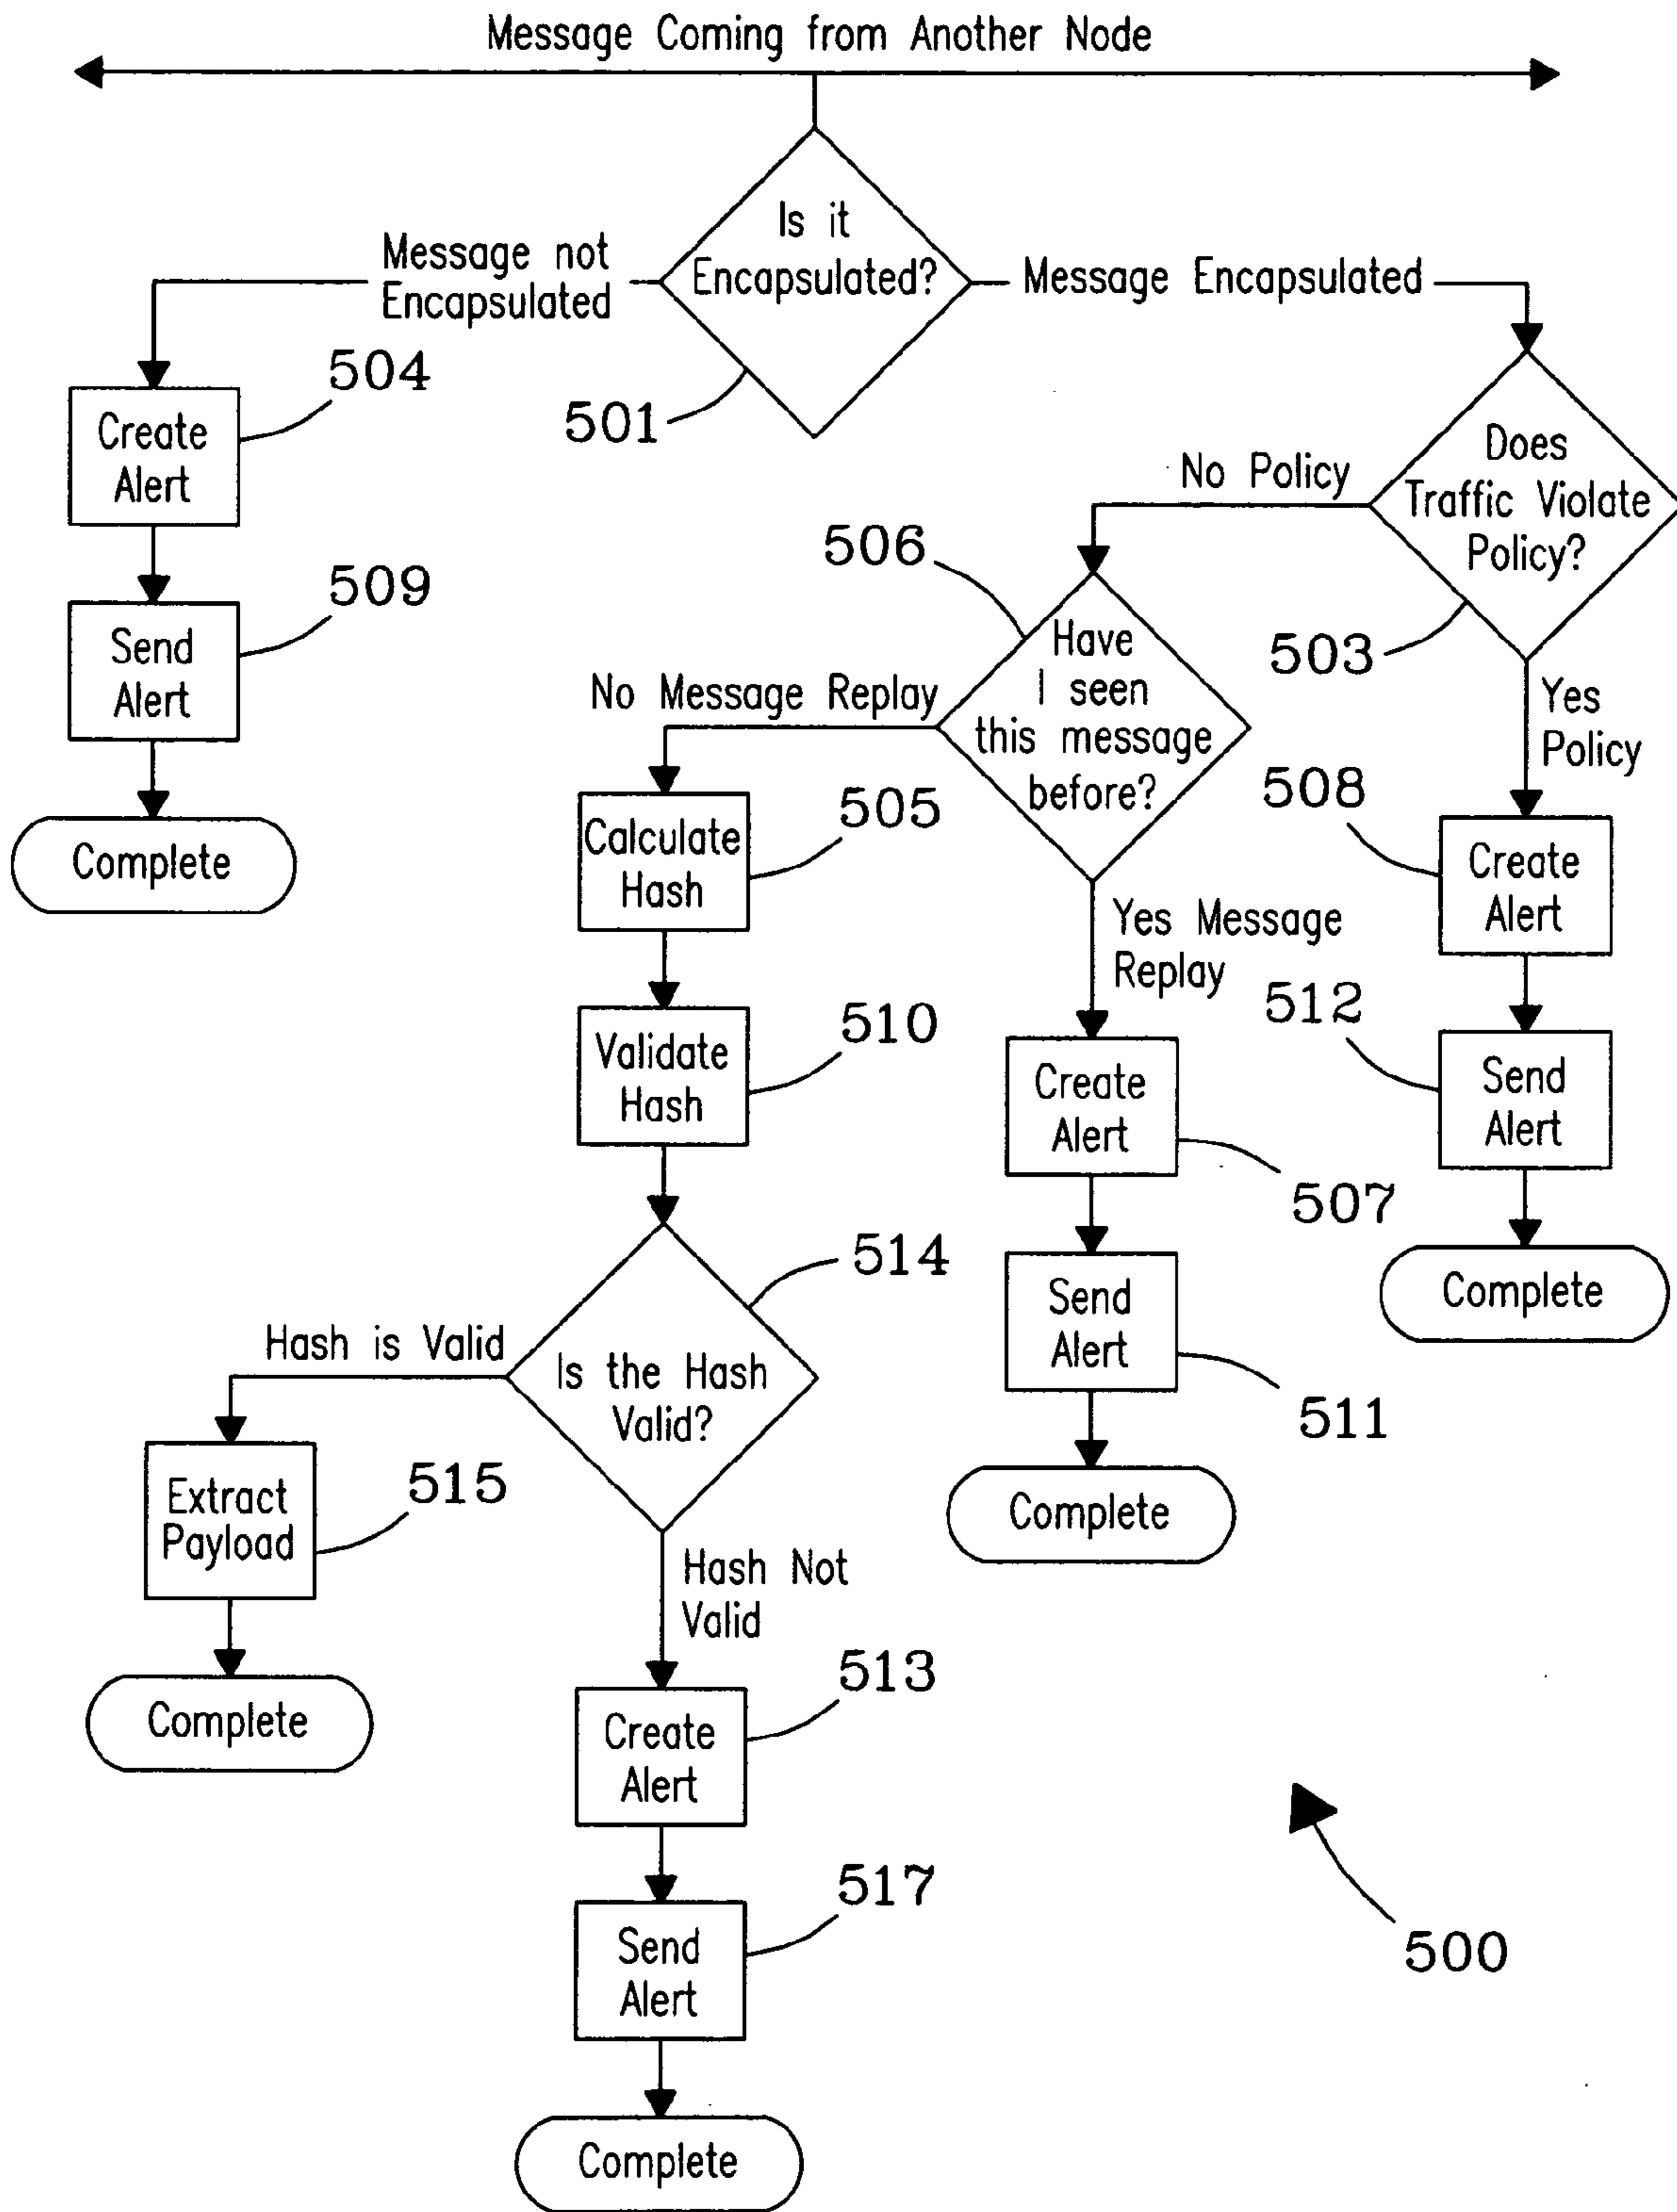 Message Coming from Another Node
Is it
Encapsulated?
Message not
Encapsulated
Message Encapsulated
504
501
Create
Alert
Does
Traffic Violate
Policy?
No Policy
506
509
503
Send
Alert
Have
I seen
this message
before?
No Message Replay
Yes
Policy
508
505
Complete
Calculate
Hash
Create
Alert
Yes Message
Replay
512
510
Validate
Hash
Create
Alert
Send
Alert
507
514
Complete
Send
Alert
Hash is Valid
Is the Hash
Valid?
511
515
Extract
Payload
Complete
Hash Not
Valid
513
Complete
Create
Alert
517
Send
Alert
500
Complete